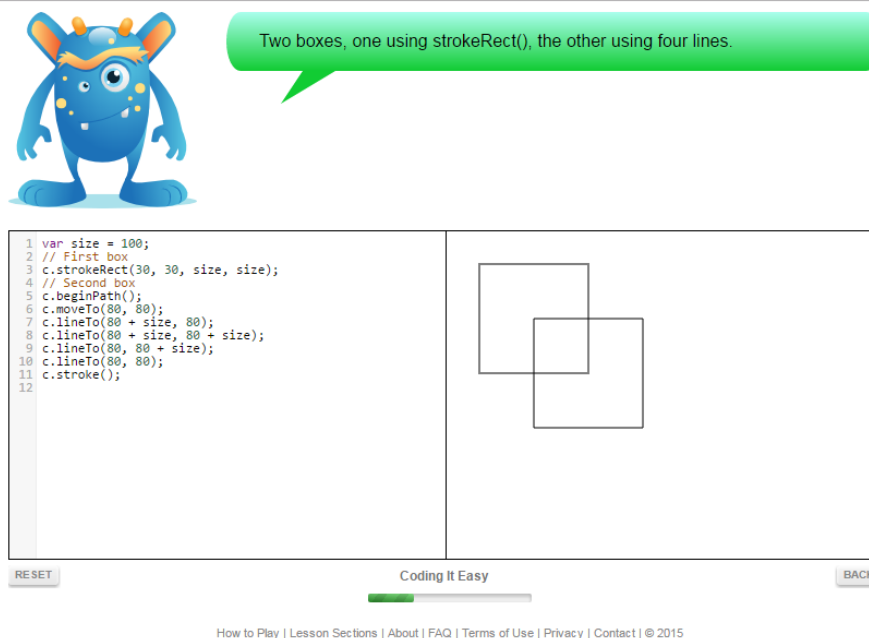 Two boxes, one using strokeRect(), the other using four lines.
1 var size = 100;
2 // First box
3 c.strokeRect(30, 30, size, size);
4 // Second box
5 c.beginPath();
6 c.moveTo(80, 80);
7 c.lineTo(80 + size, 80);
8 c.lineTo(80 + size, 80 + size);
9 c.lineTo(80, 80 + size);
10 c.lineTo(80, 80);
11 c.stroke();
12
RESET
Coding It Easy
BACK
How to Play | Lesson Sections | About | FAQ | Terms of Use | Privacy | Contact | © 2015